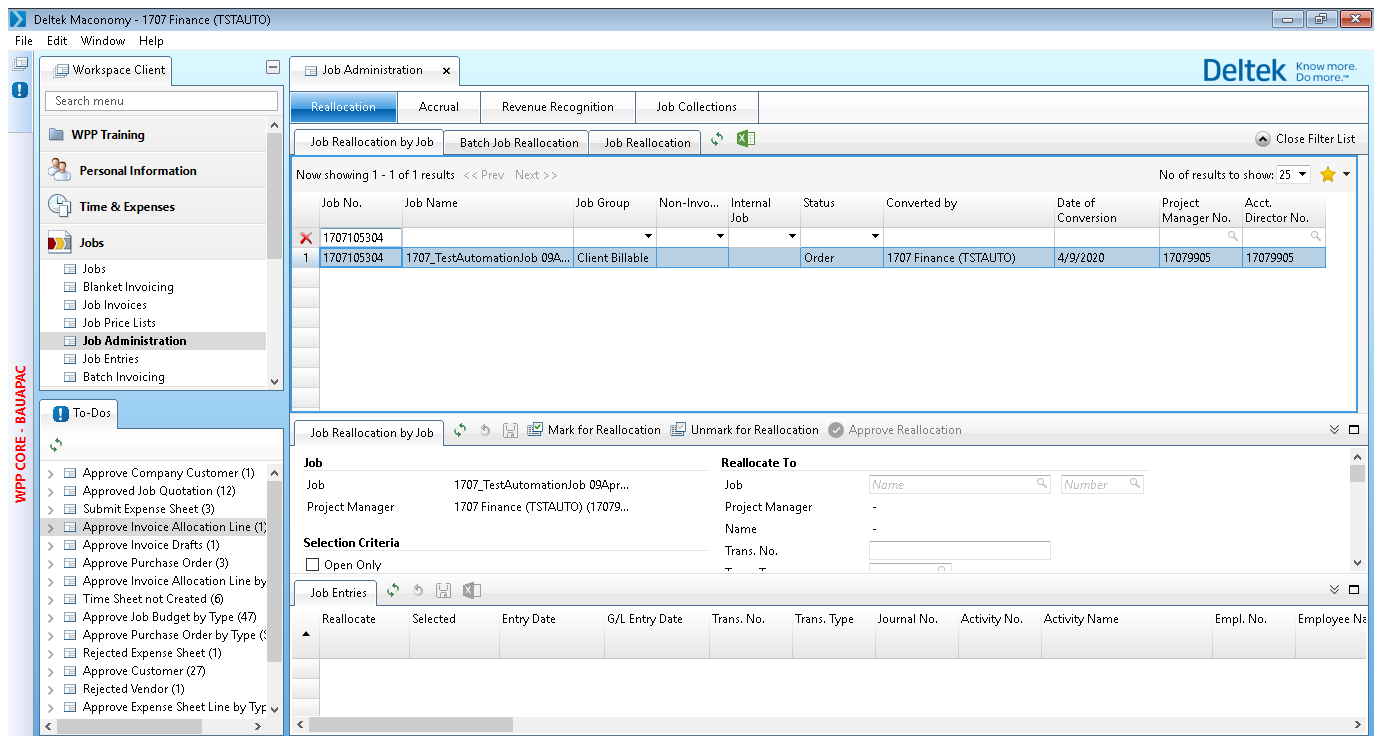 Deltek Maconomy - 1707 Finance (TSTAUTO)
File Edit Window Help
Workspace Client
Search menu
WPP Training
Personal Information
Time & Expenses
Jobs
Jobs
Blanket Invoicing
Job Invoices
Job Price Lists
Job Administration
Job Entries
Batch Invoicing
WPP CORE - BAUAPAC
To-Dos
Approve Company Customer (1)
Approved Job Quotation (12)
Submit Expense Sheet (3)
Approve Invoice Allocation Line (1)
Approve Invoice Drafts (1)
Approve Purchase Order (3)
Approve Invoice Allocation Line by
Time Sheet not Created (6)
Approve Job Budget by Type (47)
Approve Purchase Order by Type (
Rejected Expense Sheet (1)
Approve Customer (27)
Rejected Vendor (1)
Approve Expense Sheet Line by Typ
Job Administration
Deltek Know more.
Do more.™
Reallocation Accrual Revenue Recognition Job Collections
Job Reallocation by Job Batch Job Reallocation Job Reallocation Close Filter List
Now showing 1 - 1 of 1 results << Prev Next >> No of results to show: 25
Job No. Job Name Job Group Non-Invo... Internal Job Status Converted by Date of Conversion Project Manager No. Acct. Director No.
1707105304
1 1707105304 1707_TestAutomationJob 09A... Client Billable Order 1707 Finance (TSTAUTO) 4/9/2020 17079905 17079905
Job Reallocation by Job Mark for Reallocation Unmark for Reallocation Approve Reallocation
Job Reallocate To
Job 1707_TestAutomationJob 09Apr... Job Name Number
Project Manager 1707 Finance (TSTAUTO) (17079... Project Manager -
Name -
Selection Criteria Trans. No.
Open Only
Job Entries
Reallocate Selected Entry Date G/L Entry Date Trans. No. Trans. Type Journal No. Activity No. Activity Name Empl. No. Employee Na